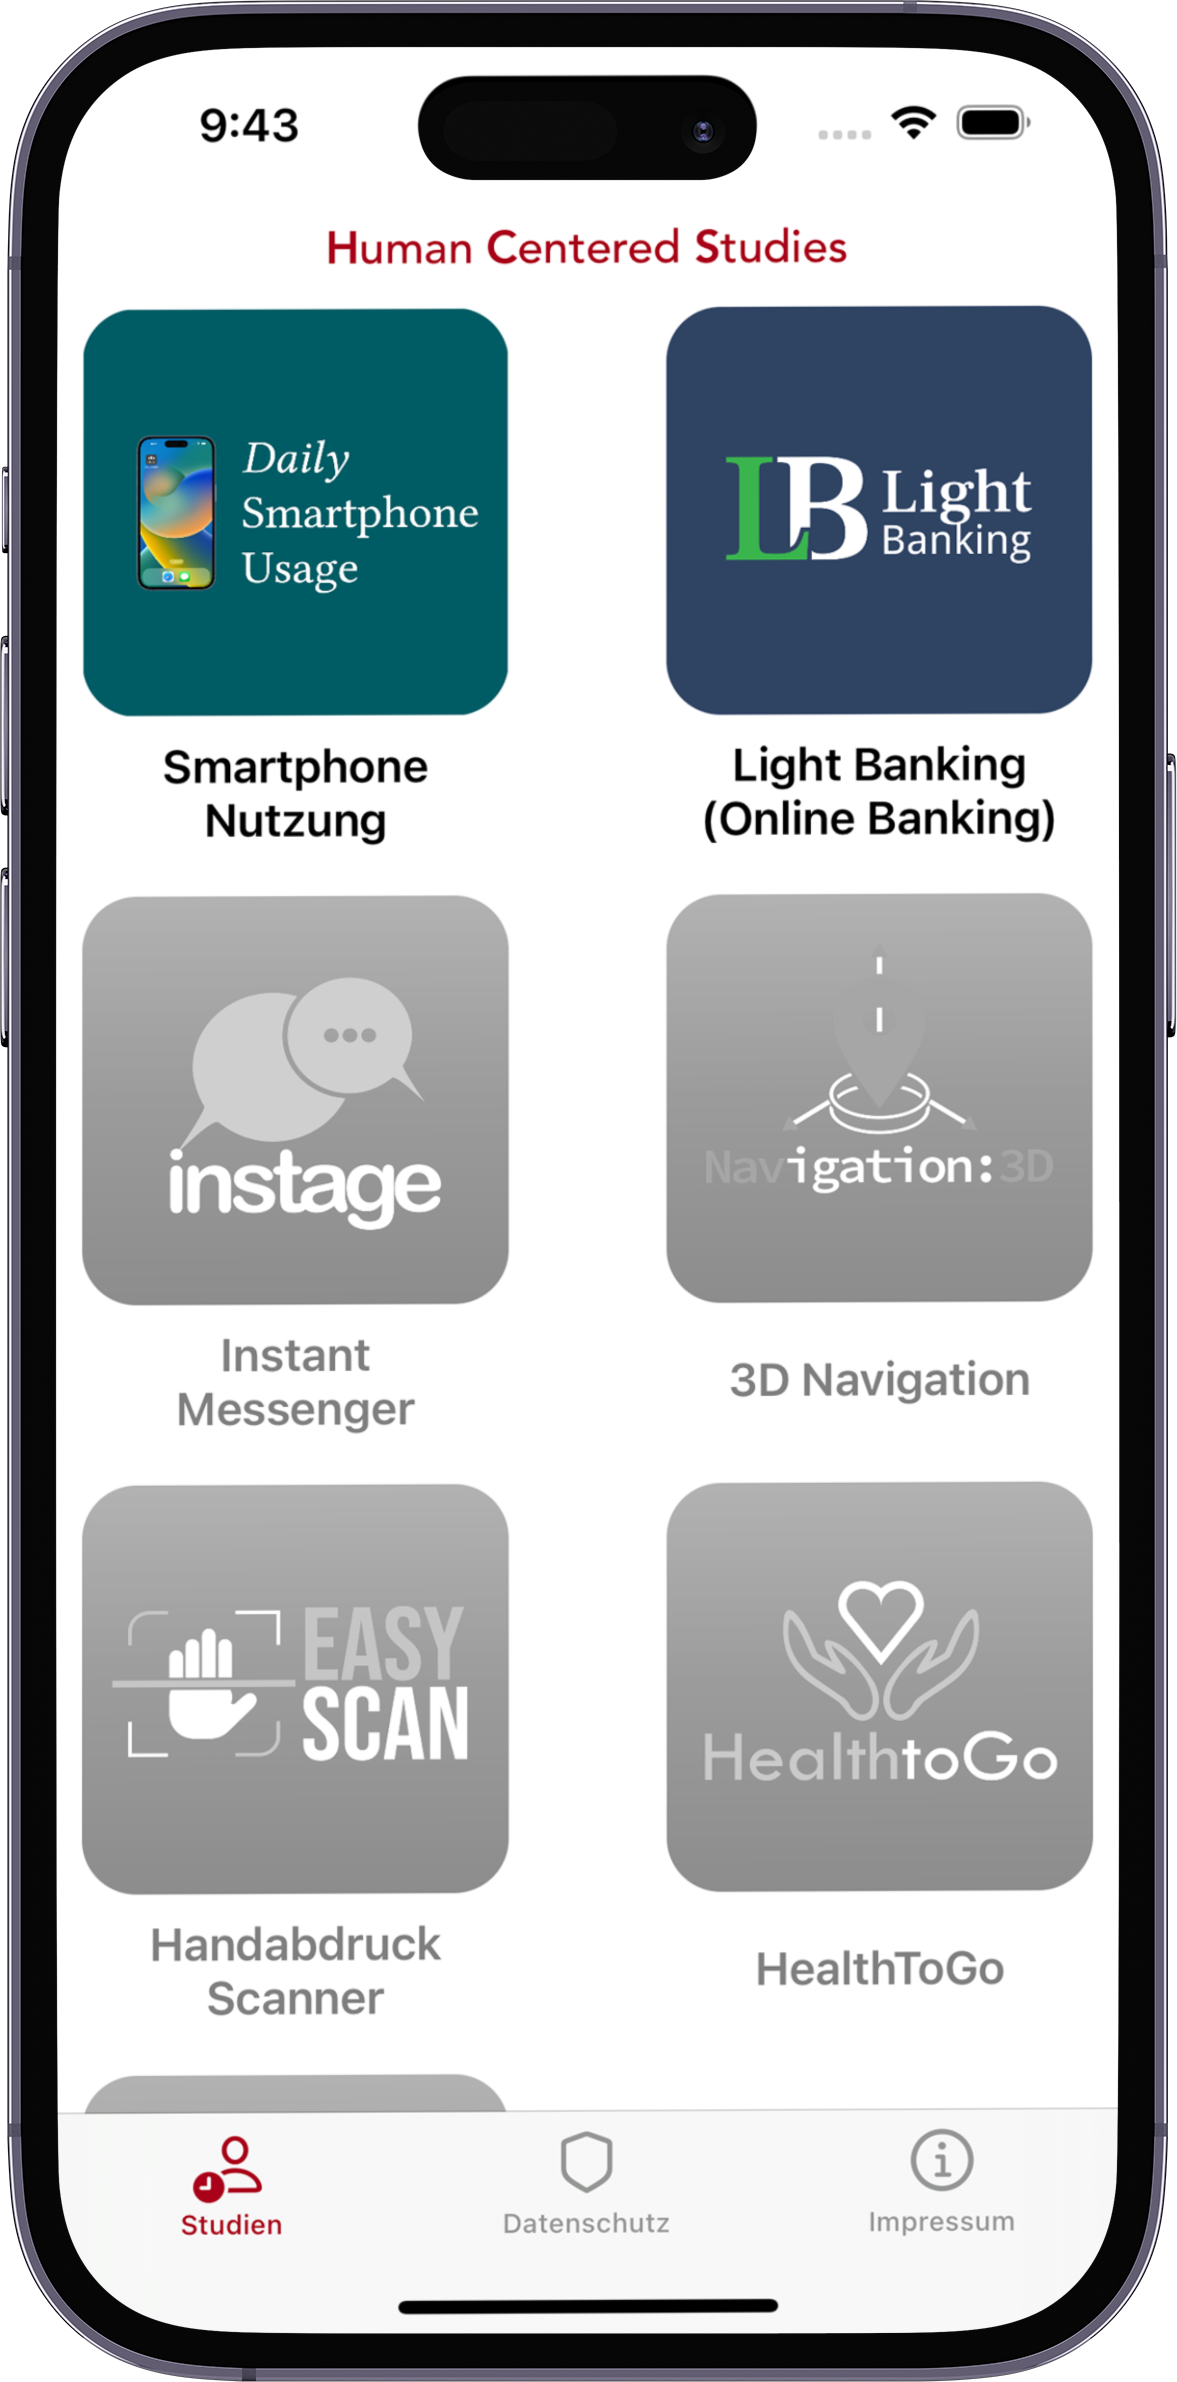 9:43
Human Centered Studies
Daily
Smartphone
Usage
LB Light
Banking
Smartphone
Nutzung
Light Banking
(Online Banking)
instage
Navigation:3D
Instant
Messenger
3D Navigation
EASY
SCAN
HealthtoGo
Handabdruck
Scanner
HealthToGo
Studien
Datenschutz
Impressum